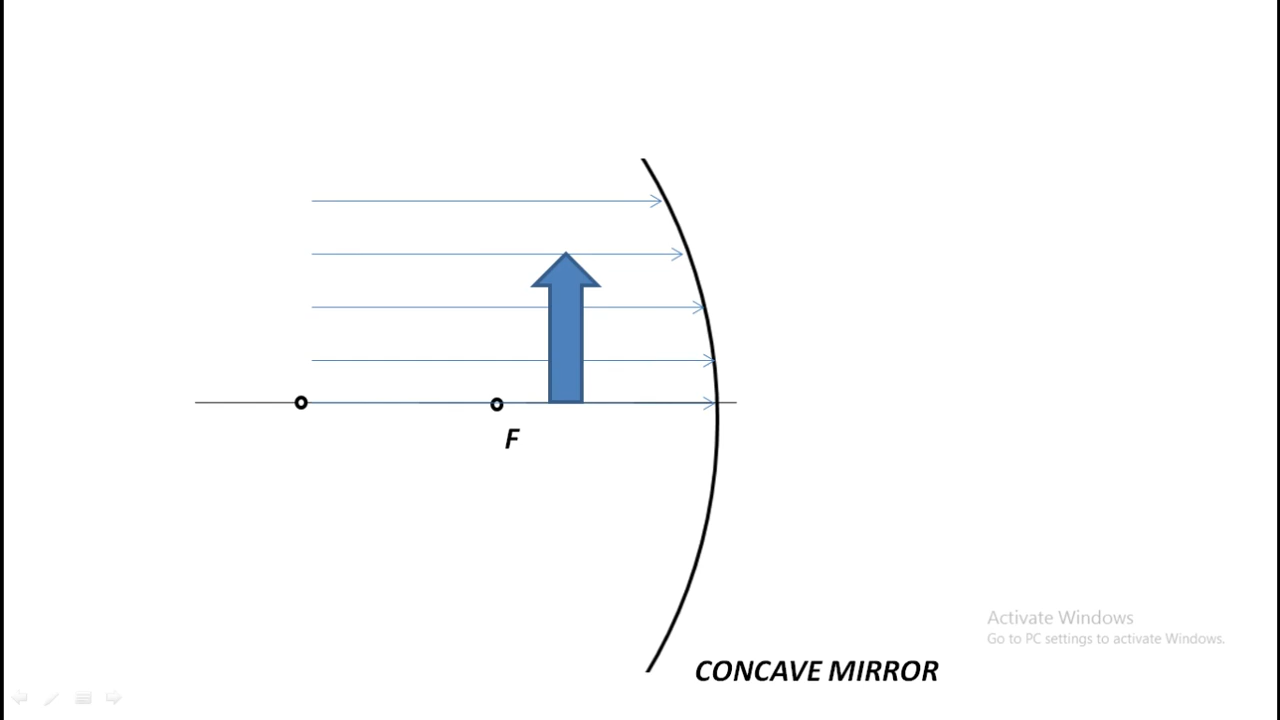 F
Activate Windows
Go to PC settings to activate Windows.
CONCAVE MIRROR